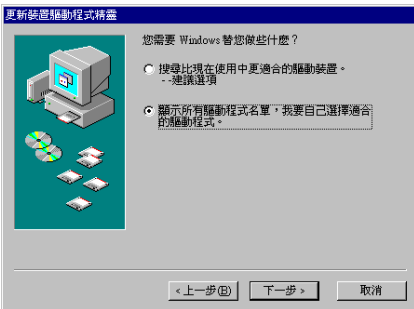 更新裝置驅動程式精靈
您需要 Windows 替您做些什麼？
搜尋比現在使用中更適合的驅動裝置。
--建議選項
顯示所有驅動程式名單，我要自己選擇適合
的驅動程式。
<上一步(B)
下一步 >
取消